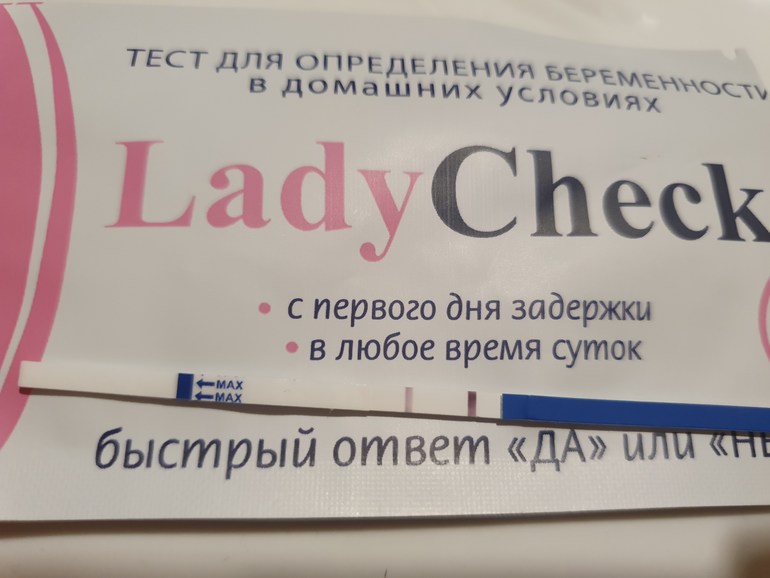 ТЕСТ ДЛЯ ОПРЕДЕЛЕНИЯ БЕРЕМЕННОСТИ
в домашних условиях
LadyCheck
• с первого дня задержки
• в любое время суток
←MAX
←MAX
быстрый ответ «ДА» или